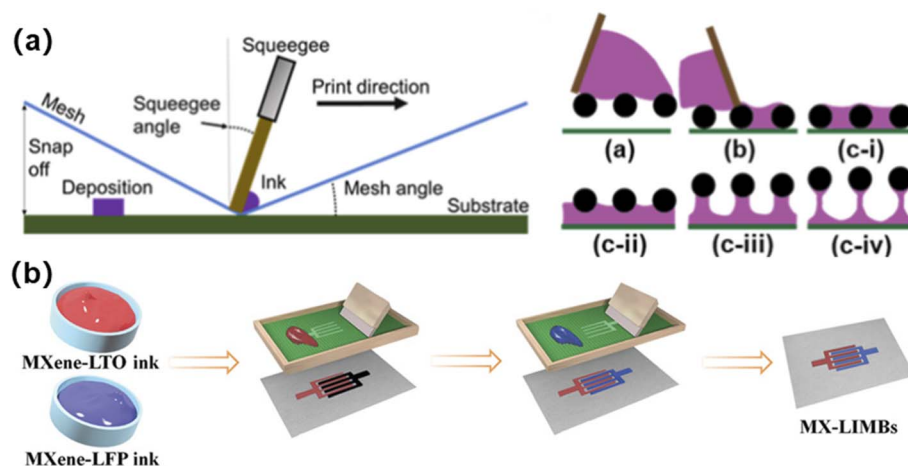 (a)
Squeegee
Print direction
Squeegee
angle
Mesh
Snap
off
Deposition
Ink
Mesh angle
Substrate
(a)
(b)
(c-i)
(c-ii)
(c-iii)
(c-iv)
(b)
MXene-LTO ink
MXene-LFP ink
MX-LIMBs